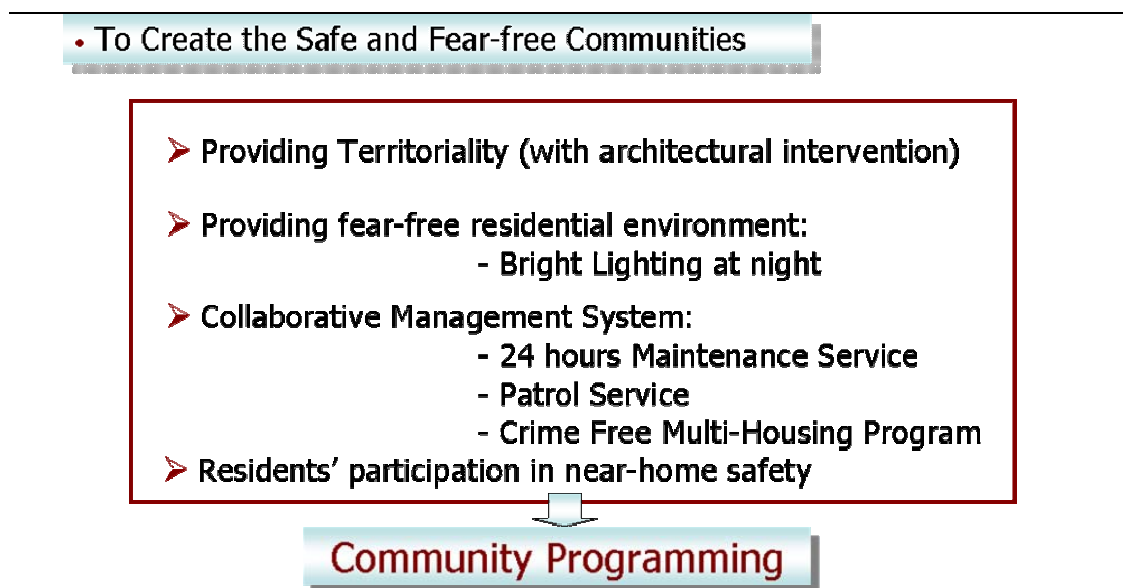 • To Create the Safe and Fear-free Communities
➢ Providing Territoriality (with architectural intervention)
➢ Providing fear-free residential environment:
- Bright Lighting at night
➢ Collaborative Management System:
- 24 hours Maintenance Service
- Patrol Service
- Crime Free Multi-Housing Program
➢ Residents’ participation in near-home safety
Community Programming